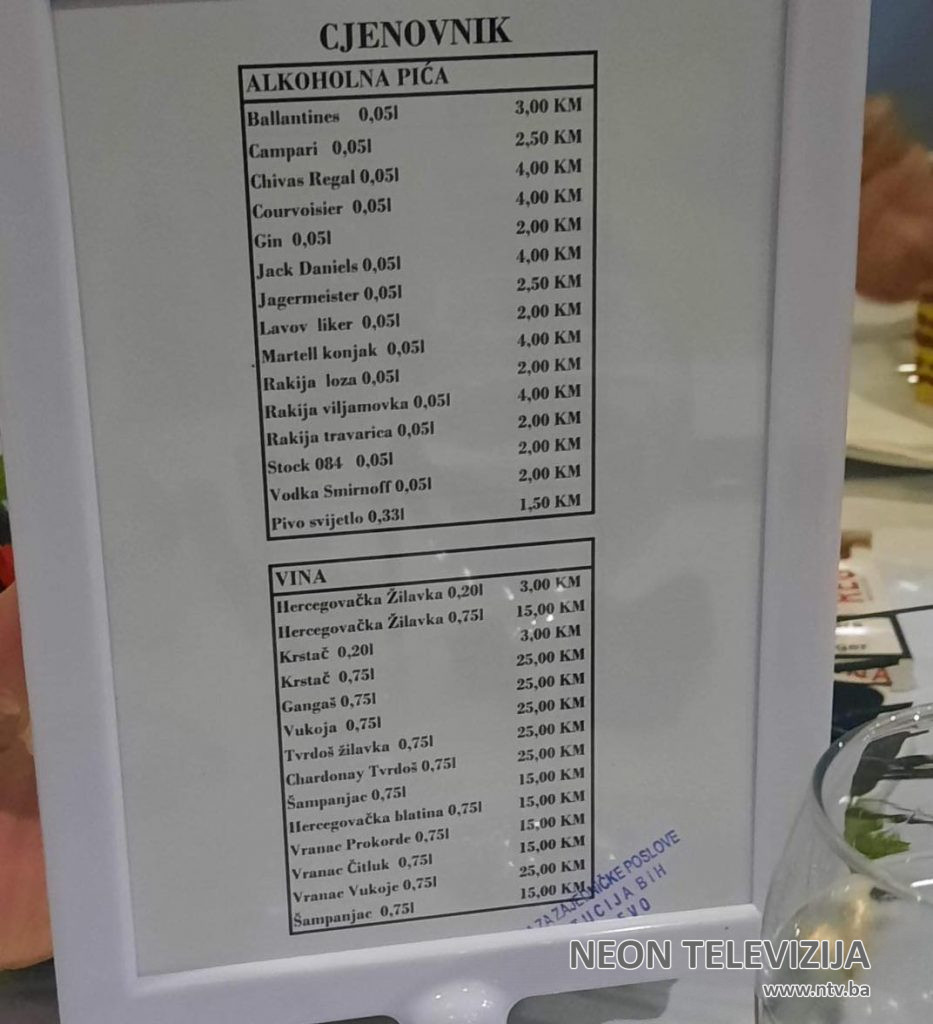 CJENOVNIK
ALKOHOLNA PIĆA
Ballantines 0,05l 3,00 KM
Campari 0,05l 2,50 KM
Chivas Regal 0,05l 4,00 KM
Courvoisier 0,05l 4,00 KM
Gin 0,05l 2,00 KM
Jack Daniels 0,05l 4,00 KM
Jagermeister 0,05l 2,50 KM
Lavov liker 0,05l 2,00 KM
Martell konjak 0,05l 4,00 KM
Rakija loza 0,05l 2,00 KM
Rakija viljamovka 0,05l 4,00 KM
Rakija travarica 0,05l 2,00 KM
Stock 084 0,05l 2,00 KM
Vodka Smirnoff 0,05l 2,00 KM
Pivo svijetlo 0,33l 1,50 KM
VINA
Hercegovačka Žilavka 0,20l 3,00 KM
Hercegovačka Žilavka 0,75l 15,00 KM
Krstač 0,20l 3,00 KM
Krstač 0,75l 25,00 KM
Gangaš 0,75l 25,00 KM
Vukoja 0,75l 25,00 KM
Tvrdoš žilavka 0,75l 25,00 KM
Chardonay Tvrdoš 0,75l 25,00 KM
Šampanjac 0,75l 15,00 KM
Hercegovačka blatina 0,75l 15,00 KM
Vranac Prokorde 0,75l 15,00 KM
Vranac Čitluk 0,75l 15,00 KM
Vranac Vukoje 0,75l 25,00 KM
Šampanjac 0,75l 15,00 KM
ZA ZAJEDNIČKE POSLOVE
UCIJA BIH
EVO
NEON TELEVIZIJA
www.ntv.ba